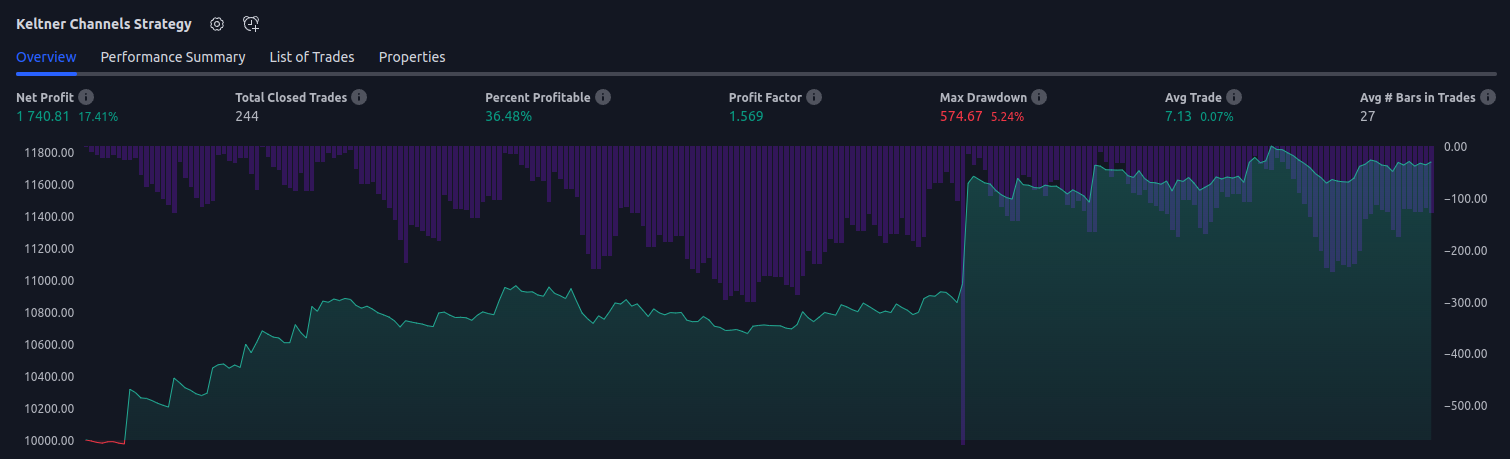 Keltner Channels Strategy
Overview Performance Summary List of Trades Properties
Net Profit Total Closed Trades Percent Profitable Profit Factor Max Drawdown Avg Trade Avg # Bars in Trades
1 740.81 17.41% 244 36.48% 1.569 574.67 5.24% 7.13 0.07% 27
11800.00 0.00
11600.00
11400.00 −100.00
11200.00 −200.00
11000.00
10800.00 −300.00
10600.00 −400.00
10400.00
10200.00 −500.00
10000.00